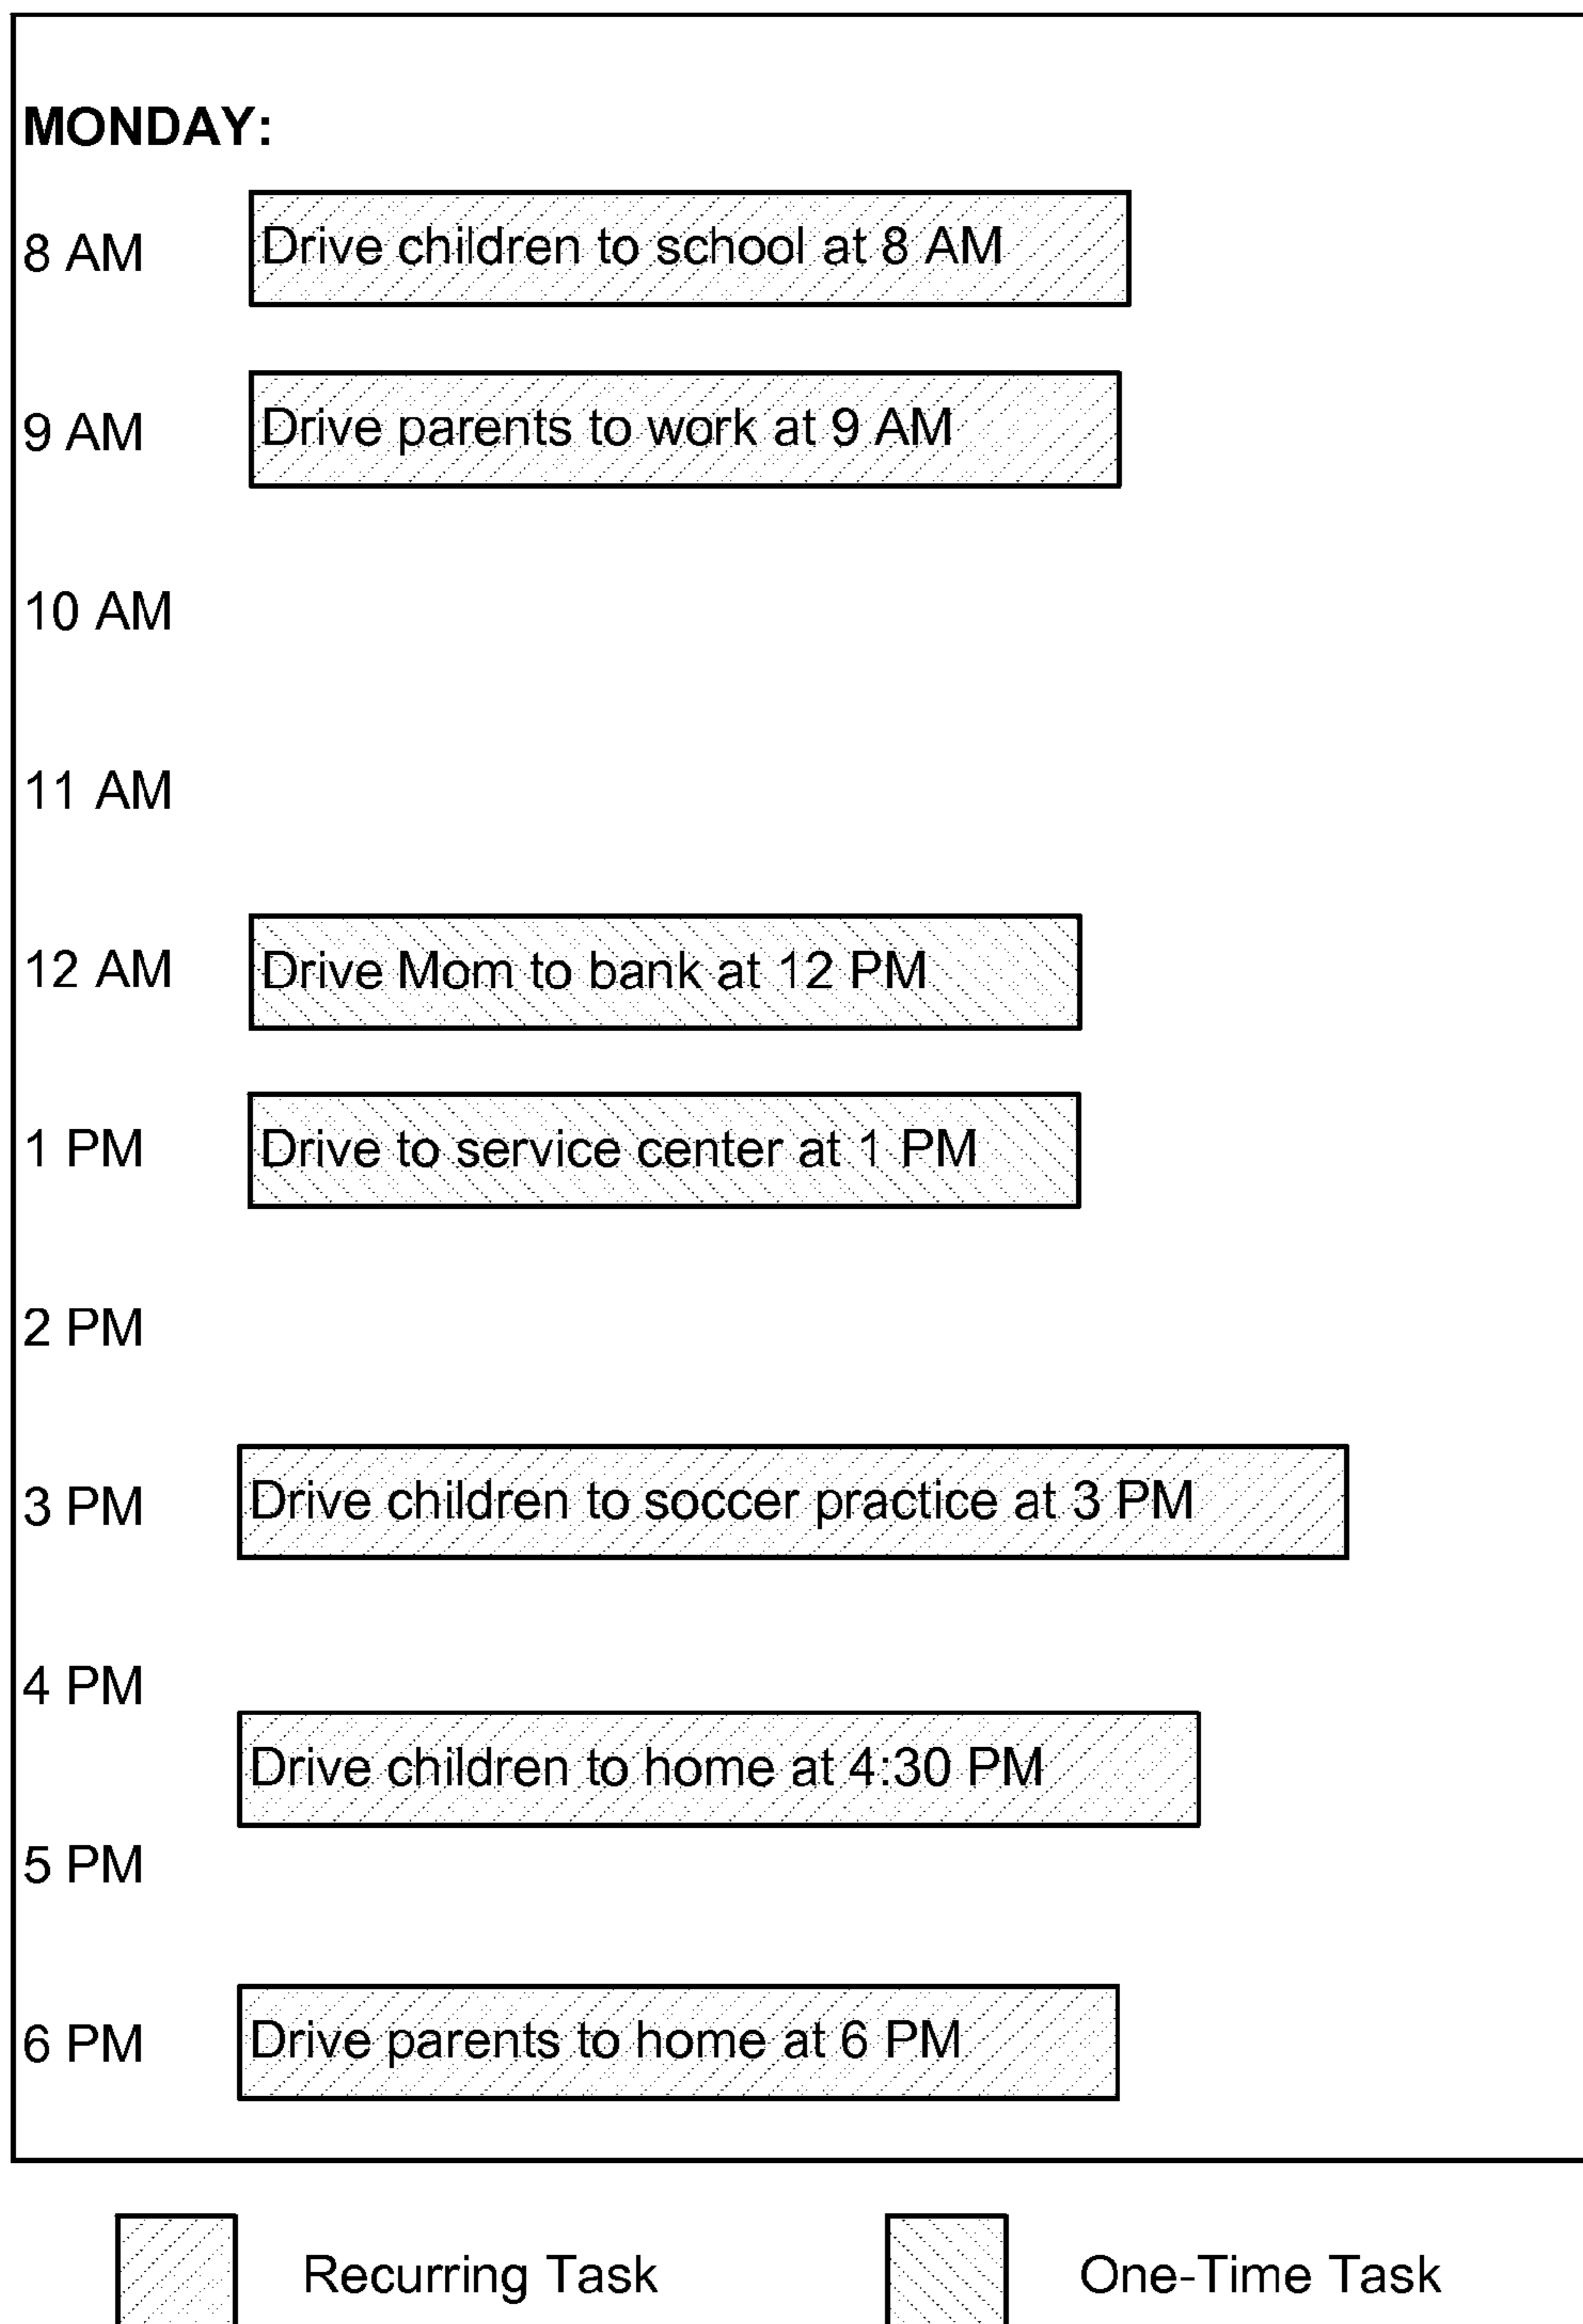 MONDAY:
8 AM Drive children to school at 8 AM
9 AM Drive parents to work at 9 AM
10 AM
11 AM
12 AM Drive Mom to bank at 12 PM
1 PM Drive to service center at 1 PM
2 PM
3 PM Drive children to soccer practice at 3 PM
4 PM
Drive children to home at 4:30 PM
5 PM
6 PM Drive parents to home at 6 PM
Recurring Task One-Time Task